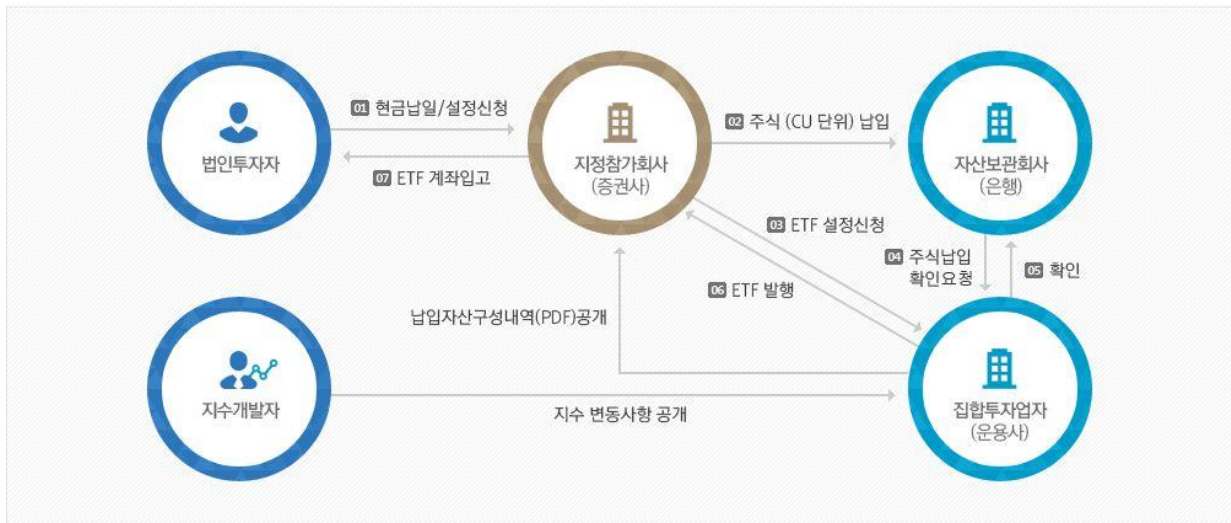 01 현금납일/설정신청
02 주식 (CU 단위) 납입
법인투자자
지정참가회사
(증권사)
자산보관회사
(은행)
07 ETF 계좌입고
03 ETF 설정신청
04 주식납입
확인요청
05 확인
06 ETF 발행
납입자산구성내역(PDF)공개
지수개발자
지수 변동사항 공개
집합투자업자
(운용사)